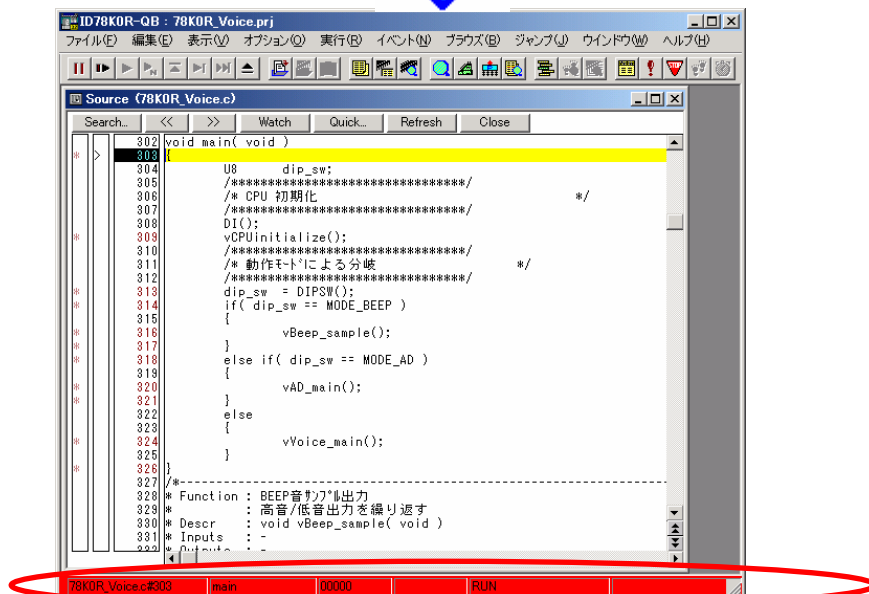 ID78K0R-QB : 78K0R_Voice.prj
ファイル(F) 編集(E) 表示(V) オプション(O) 実行(R) イベント(N) ブラウズ(B) ジャンプ(J) ウインドウ(W) ヘルプ(H)
Source (78K0R_Voice.c)
Search... << >> Watch Quick... Refresh Close
302 void main( void )
* > 303 {
304 U8 dip_sw;
305 /*********************************/
306 /* CPU 初期化 */
307 /*********************************/
308 DI();
* 309 vCPUinitialize();
310 /*********************************/
311 /* 動作ﾓｰﾄﾞによる分岐 */
312 /*********************************/
* 313 dip_sw = DIPSW();
* 314 if( dip_sw == MODE_BEEP )
315 {
* 316 vBeep_sample();
* 317 }
* 318 else if( dip_sw == MODE_AD )
319 {
* 320 vAD_main();
* 321 }
322 else
323 {
* 324 vVoice_main();
325 }
* 326 }
327 /*-----------------------------------------------------------------
328 * Function : BEEP音ｻﾝﾌﾟﾙ出力
329 * : 高音/低音出力を繰り返す
330 * Descr : void vBeep_sample( void )
331 * Inputs : -
332 * Outputs : -
78K0R_Voice.c#303 main 00000 RUN